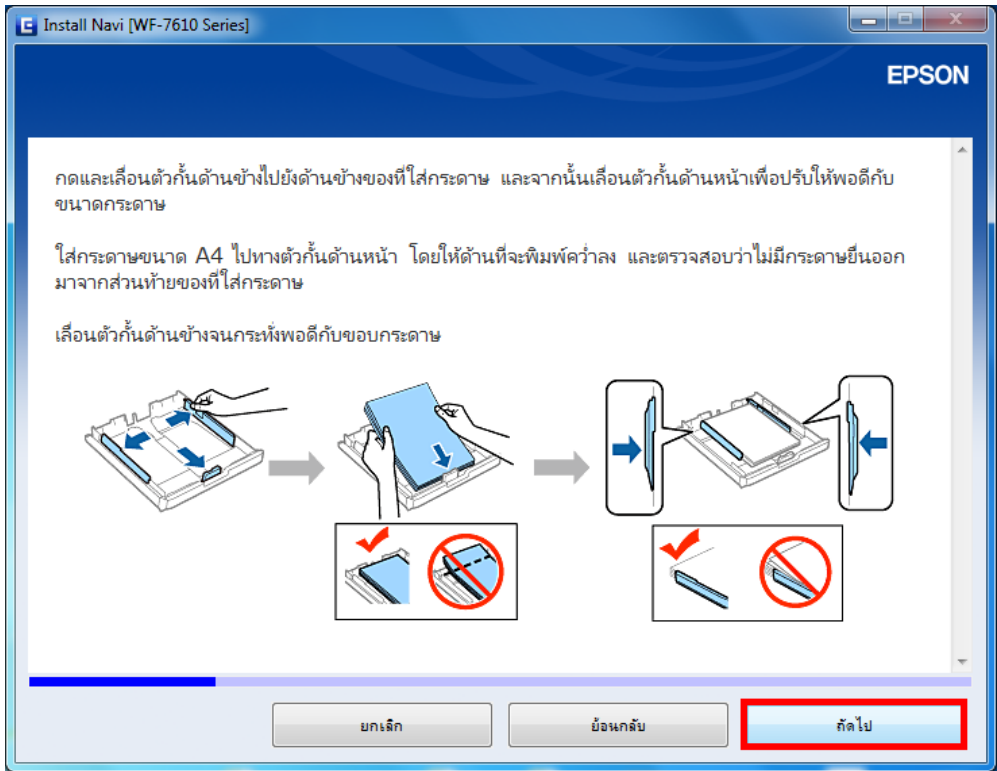 Install Navi [WF-7610 Series]
EPSON
กดและเลื่อนตัวกั้นด้านข้างไปยังด้านข้างของที่ใส่กระดาษ และจากนั้นเลื่อนตัวกั้นด้านหน้าเพื่อปรับให้พอดีกับ
ขนาดกระดาษ
ใส่กระดาษขนาด A4 ไปทางตัวกั้นด้านหน้า โดยให้ด้านที่จะพิมพ์คว่ำลง และตรวจสอบว่าไม่มีกระดาษยื่นออก
มาจากส่วนท้ายของที่ใส่กระดาษ
เลื่อนตัวกั้นด้านข้างจนกระทั่งพอดีกับขอบกระดาษ
ยกเลิก
ย้อนกลับ
ถัดไป